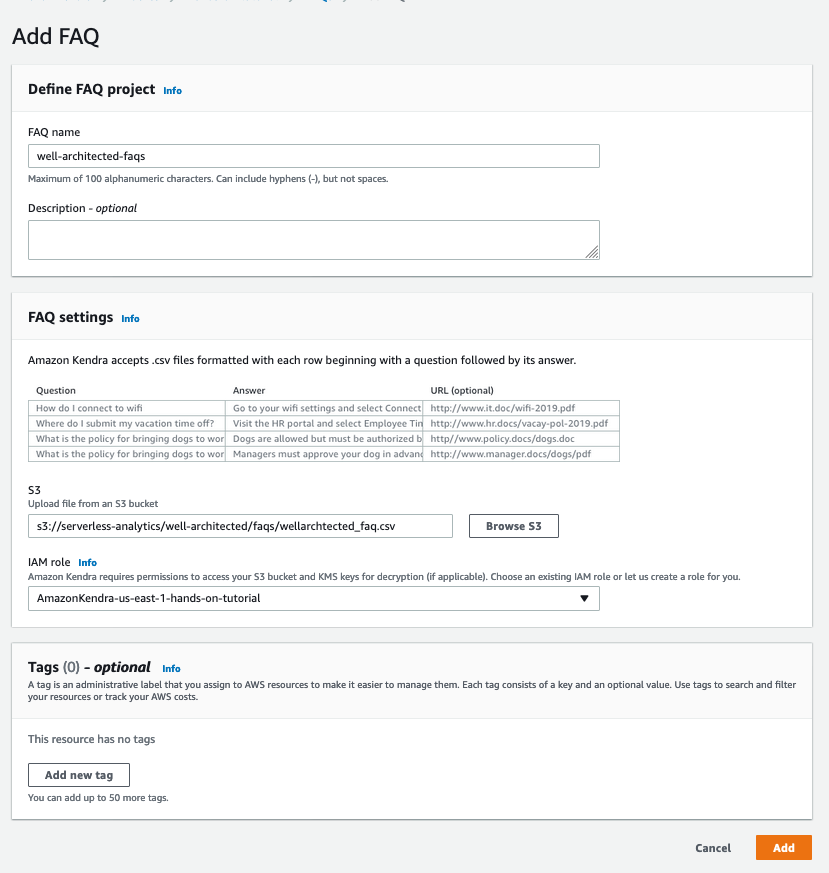 Add FAQ
Define FAQ project Info
FAQ name
well-architected-faqs
Maximum of 100 alphanumeric characters. Can include hyphens (-), but not spaces.
Description - optional
FAQ settings Info
Amazon Kendra accepts .csv files formatted with each row beginning with a question followed by its answer.
Question Answer URL (optional)
How do I connect to wifi Go to your wifi settings and select Connect http://www.it.doc/wifi-2019.pdf
Where do I submit my vacation time off? Visit the HR portal and select Employee Tin http://www.hr.docs/vacay-pol-2019.pdf
What is the policy for bringing dogs to wor Dogs are allowed but must be authorized b http//www.policy.docs/dogs.doc
What is the policy for bringing dogs to wor Managers must approve your dog in advanc http://www.manager.docs/dogs/pdf
S3
Upload file from an S3 bucket
s3://serverless-analytics/well-architected/faqs/wellarchtected_faq.csv Browse S3
IAM role Info
Amazon Kendra requires permissions to access your S3 bucket and KMS keys for decryption (if applicable). Choose an existing IAM role or let us create a role for you.
AmazonKendra-us-east-1-hands-on-tutorial
Tags (0) - optional Info
A tag is an administrative label that you assign to AWS resources to make it easier to manage them. Each tag consists of a key and an optional value. Use tags to search and filter
your resources or track your AWS costs.
This resource has no tags
Add new tag
You can add up to 50 more tags.
Cancel Add